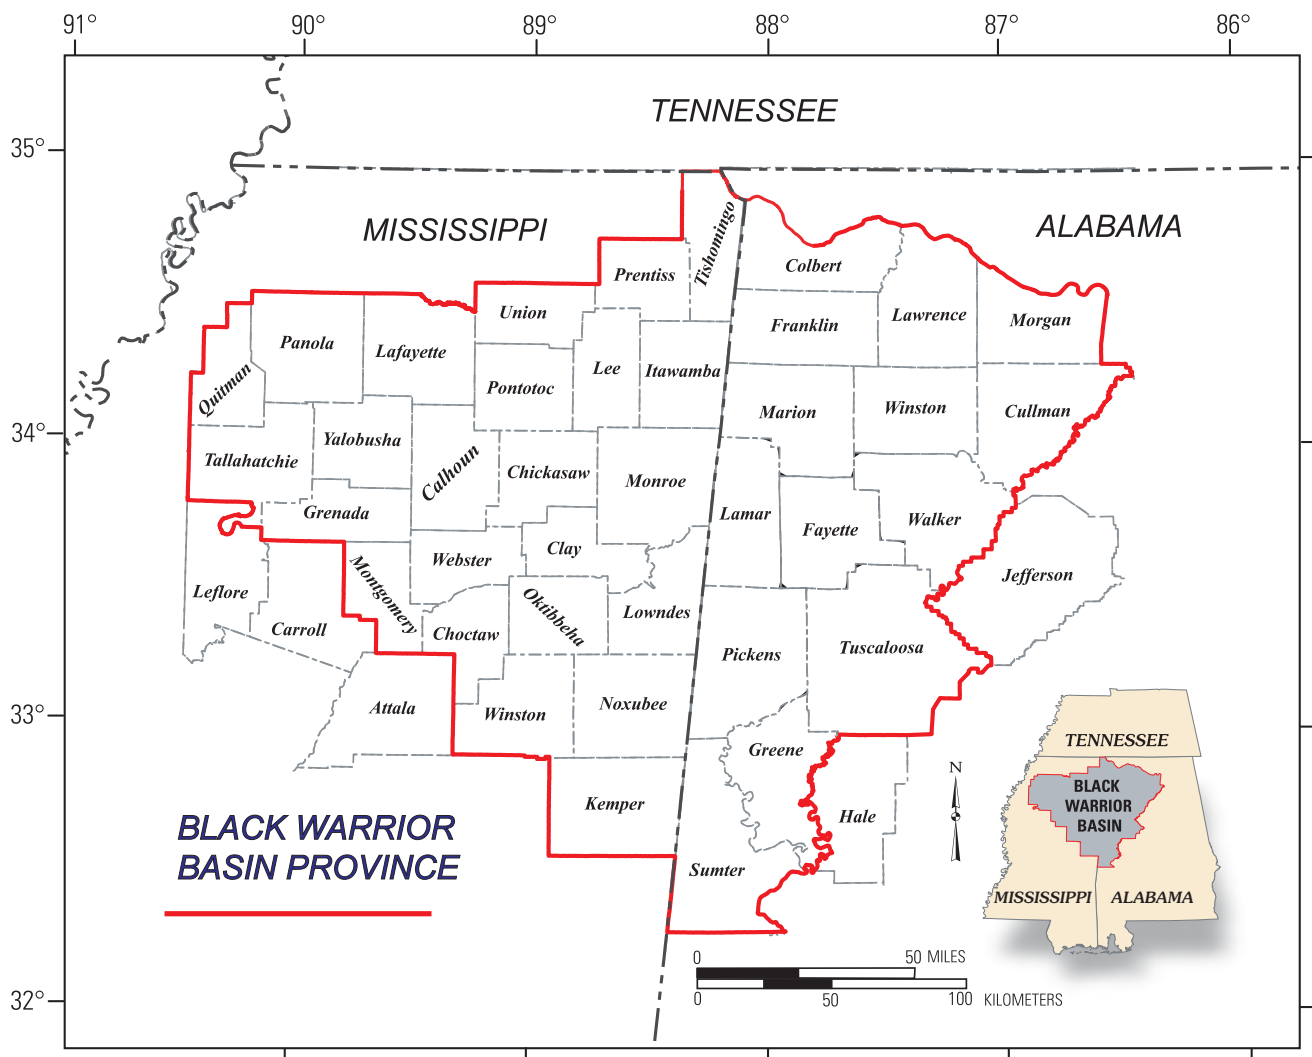 91°
90°
89°
88°
87°
86°
35°
34°
33°
32°
TENNESSEE
MISSISSIPPI
ALABAMA
Tishomingo
Prentiss
Colbert
Union
Lawrence
Morgan
Franklin
Panola
Lafayette
Lee
Itawamba
Quitman
Pontotoc
Marion
Winston
Cullman
Yalobusha
Tallahatchie
Calhoun
Chickasaw
Monroe
Grenada
Lamar
Fayette
Walker
Webster
Clay
Jefferson
Leflore
Montgomery
Oktibbeha
Lowndes
Carroll
Choctaw
Pickens
Tuscaloosa
Attala
Winston
Noxubee
Greene
Kemper
Hale
Sumter
BLACK WARRIOR
BASIN PROVINCE
N
TENNESSEE
BLACK
WARRIOR
BASIN
MISSISSIPPI
ALABAMA
0 50 MILES
0 50 100 KILOMETERS